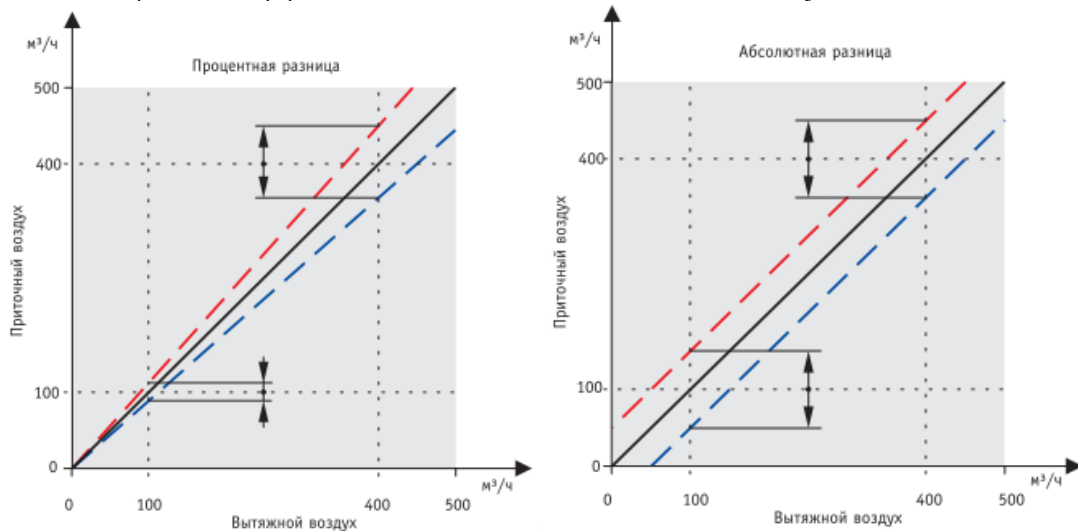 м³/ч
Процентная разница
500
400
Приточный воздух
100
0
м³/ч
0 100 400 500
Вытяжной воздух
м³/ч
Абсолютная разница
500
400
Приточный воздух
100
0
м³/ч
0 100 400 500
Вытяжной воздух